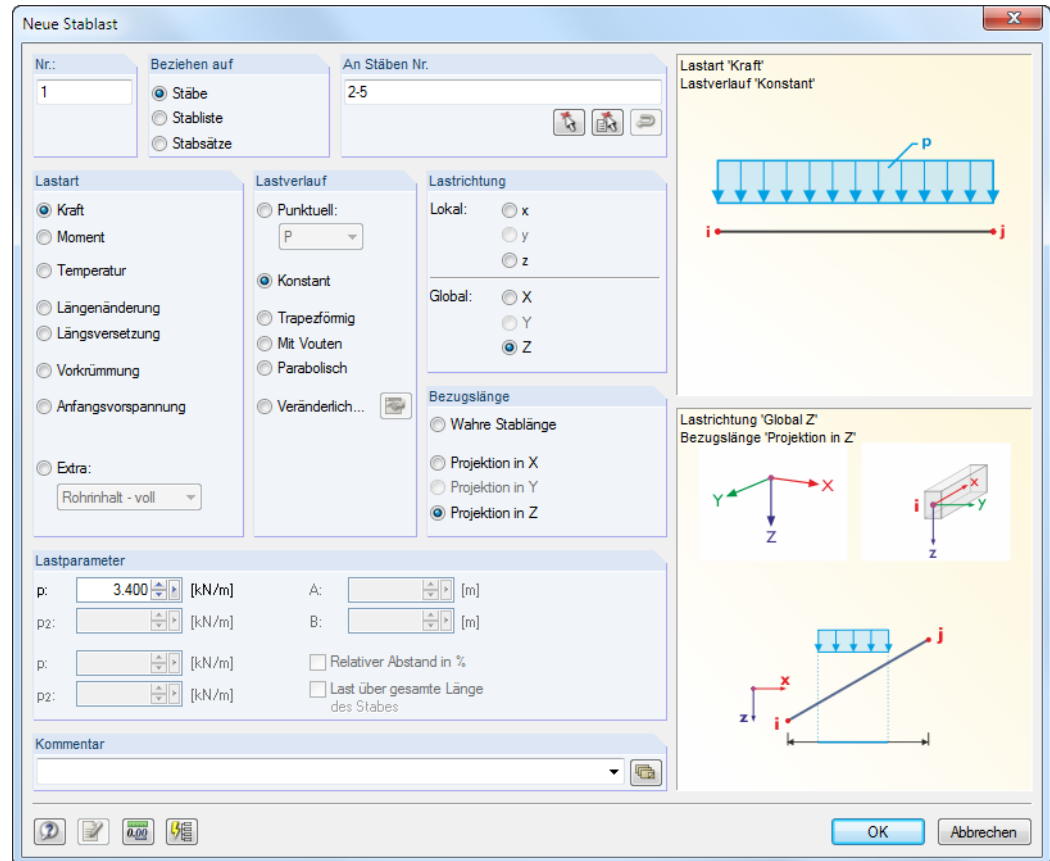 Neue Stablast
Nr.:
1
Beziehen auf
Stäbe
Stabliste
Stabsätze
An Stäben Nr.
2-5
Lastart
Kraft
Moment
Temperatur
Längenänderung
Längsversetzung
Vorkrümmung
Anfangsvorspannung
Extra:
Rohrinhalt - voll
Lastverlauf
Punktuell:
P
Konstant
Trapezförmig
Mit Vouten
Parabolisch
Veränderlich...
Lastrichtung
Lokal:
x
y
z
Global:
X
Y
Z
Bezugslänge
Wahre Stablänge
Projektion in X
Projektion in Y
Projektion in Z
Lastparameter
p: 3.400 [kN/m]
p2: [kN/m]
p: [kN/m]
p2: [kN/m]
A: [m]
B: [m]
Relativer Abstand in %
Last über gesamte Länge
des Stabes
Kommentar
0.00
OK
Abbrechen
Lastart 'Kraft'
Lastverlauf 'Konstant'
p
i
j
Lastrichtung 'Global Z'
Bezugslänge 'Projektion in Z'
Y
X
Z
i
x
y
z
j
x
z
i